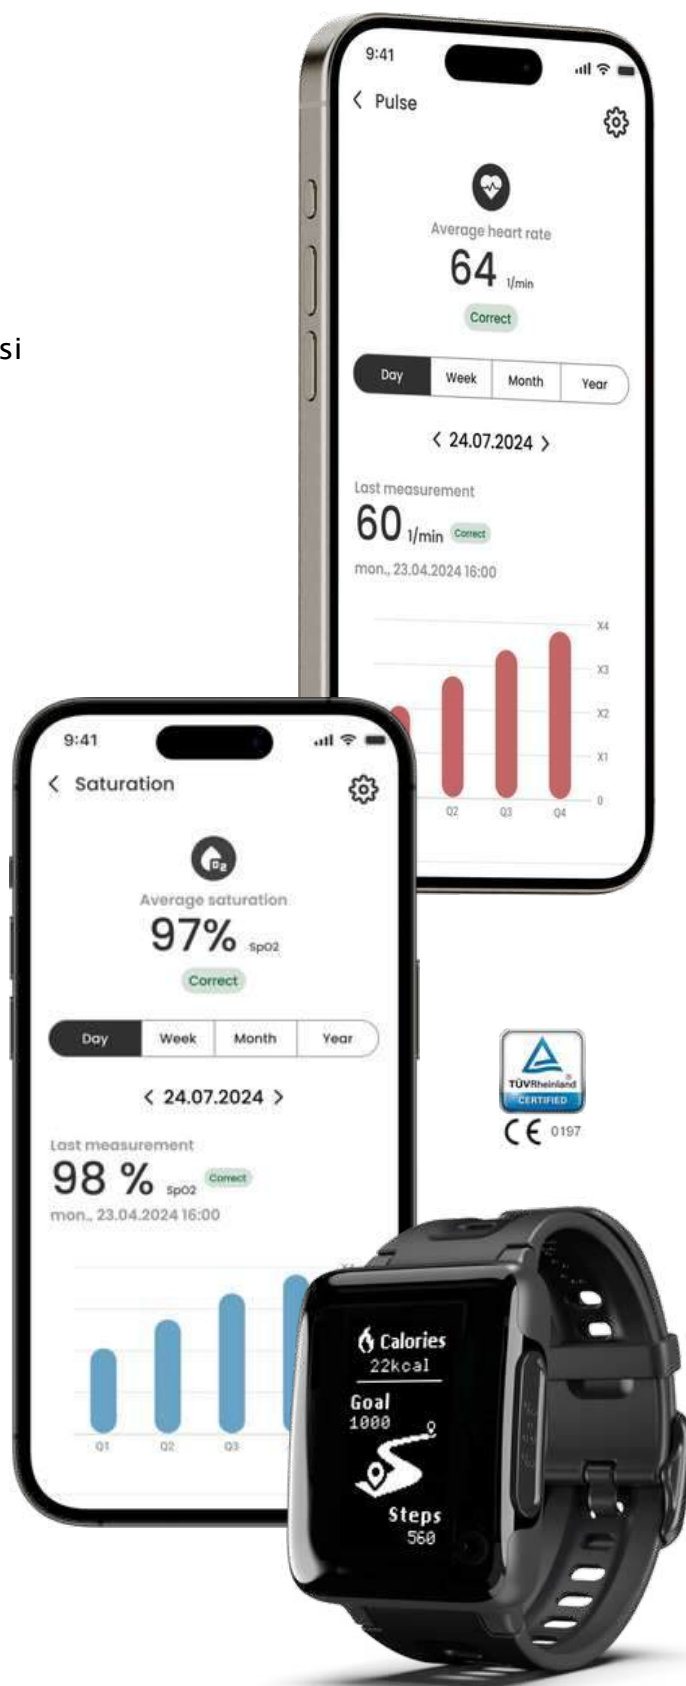 9:41
Pulse
Average heart rate
64 1/min
Correct
Day Week Month Year
< 24.07.2024 >
si
Last measurement
60 1/min Correct
mon., 23.04.2024 16:00
X4
X3
X2
X1
0
Q2 Q3 Q4
9:41
Saturation
O2
Average saturation
97% SpO2
Correct
Day Week Month Year
< 24.07.2024 >
Last measurement
98 % SpO2 Correct
mon., 23.04.2024 16:00
Q1 Q2 Q3
TÜVRheinland®
CERTIFIED
CE 0197
Calories
22kcal
Goal
1000
Steps
560